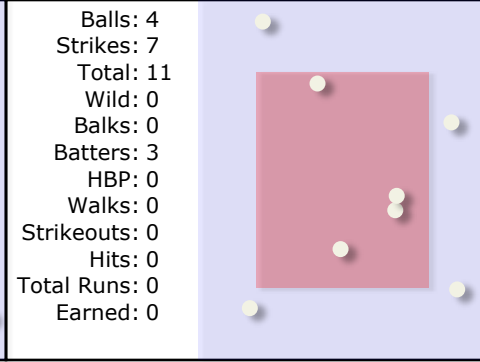 Balls: 4
Strikes: 7
Total: 11
Wild: 0
Balks: 0
Batters: 3
HBP: 0
Walks: 0
Strikeouts: 0
Hits: 0
Total Runs: 0
Earned: 0